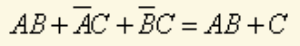 AB + A̅C + B̅C = AB + C